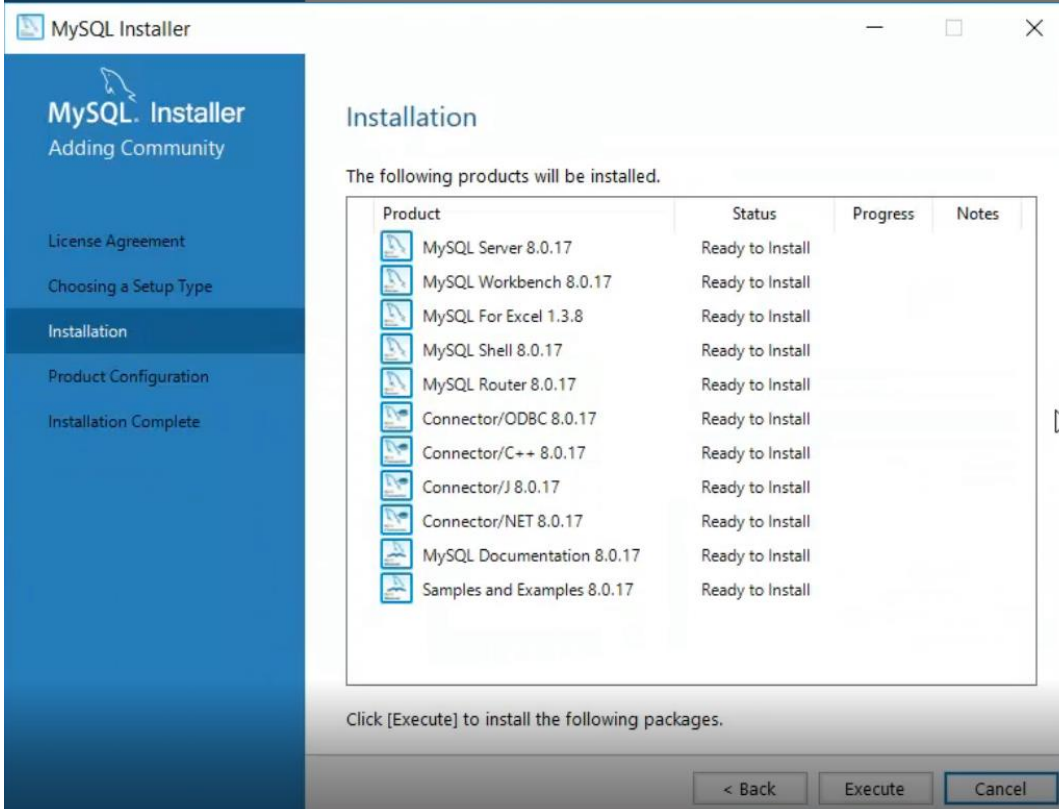 MySQL Installer
MySQL. Installer
Adding Community
License Agreement
Choosing a Setup Type
Installation
Product Configuration
Installation Complete
Installation
The following products will be installed.
Product Status Progress Notes
MySQL Server 8.0.17 Ready to Install
MySQL Workbench 8.0.17 Ready to Install
MySQL For Excel 1.3.8 Ready to Install
MySQL Shell 8.0.17 Ready to Install
MySQL Router 8.0.17 Ready to Install
Connector/ODBC 8.0.17 Ready to Install
Connector/C++ 8.0.17 Ready to Install
Connector/J 8.0.17 Ready to Install
Connector/NET 8.0.17 Ready to Install
MySQL Documentation 8.0.17 Ready to Install
Samples and Examples 8.0.17 Ready to Install
Click [Execute] to install the following packages.
< Back Execute Cancel